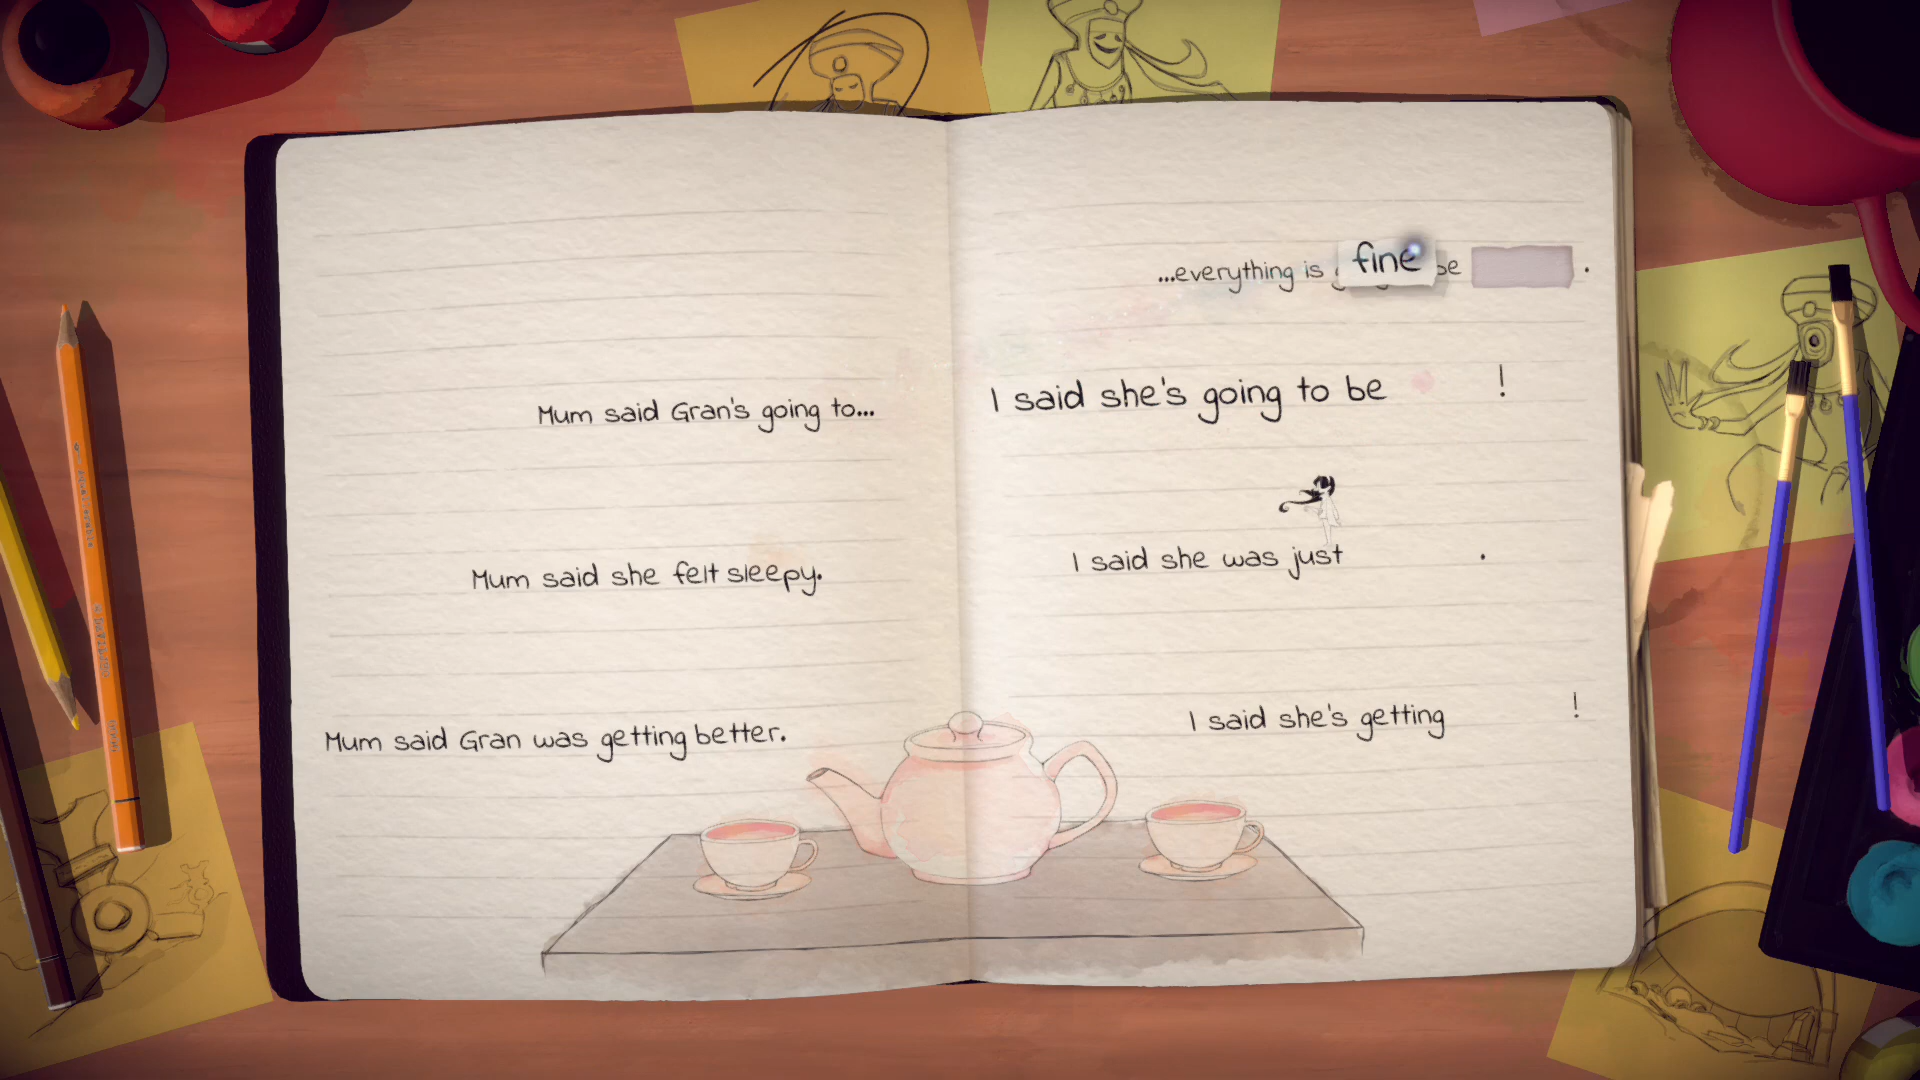 Mum said Gran's going to...
Mum said she felt sleepy.
Mum said Gran was getting better.
...everything is be .
fine
I said she's going to be !
I said she was just .
I said she's getting !